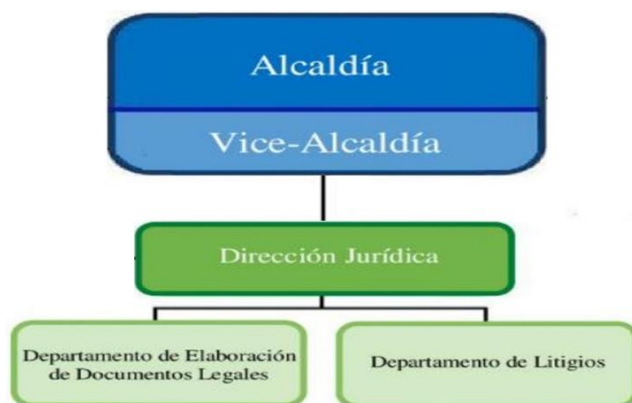 Alcaldía
Vice-Alcaldía
Dirección Jurídica
Departamento de Elaboración
de Documentos Legales
Departamento de Litigios